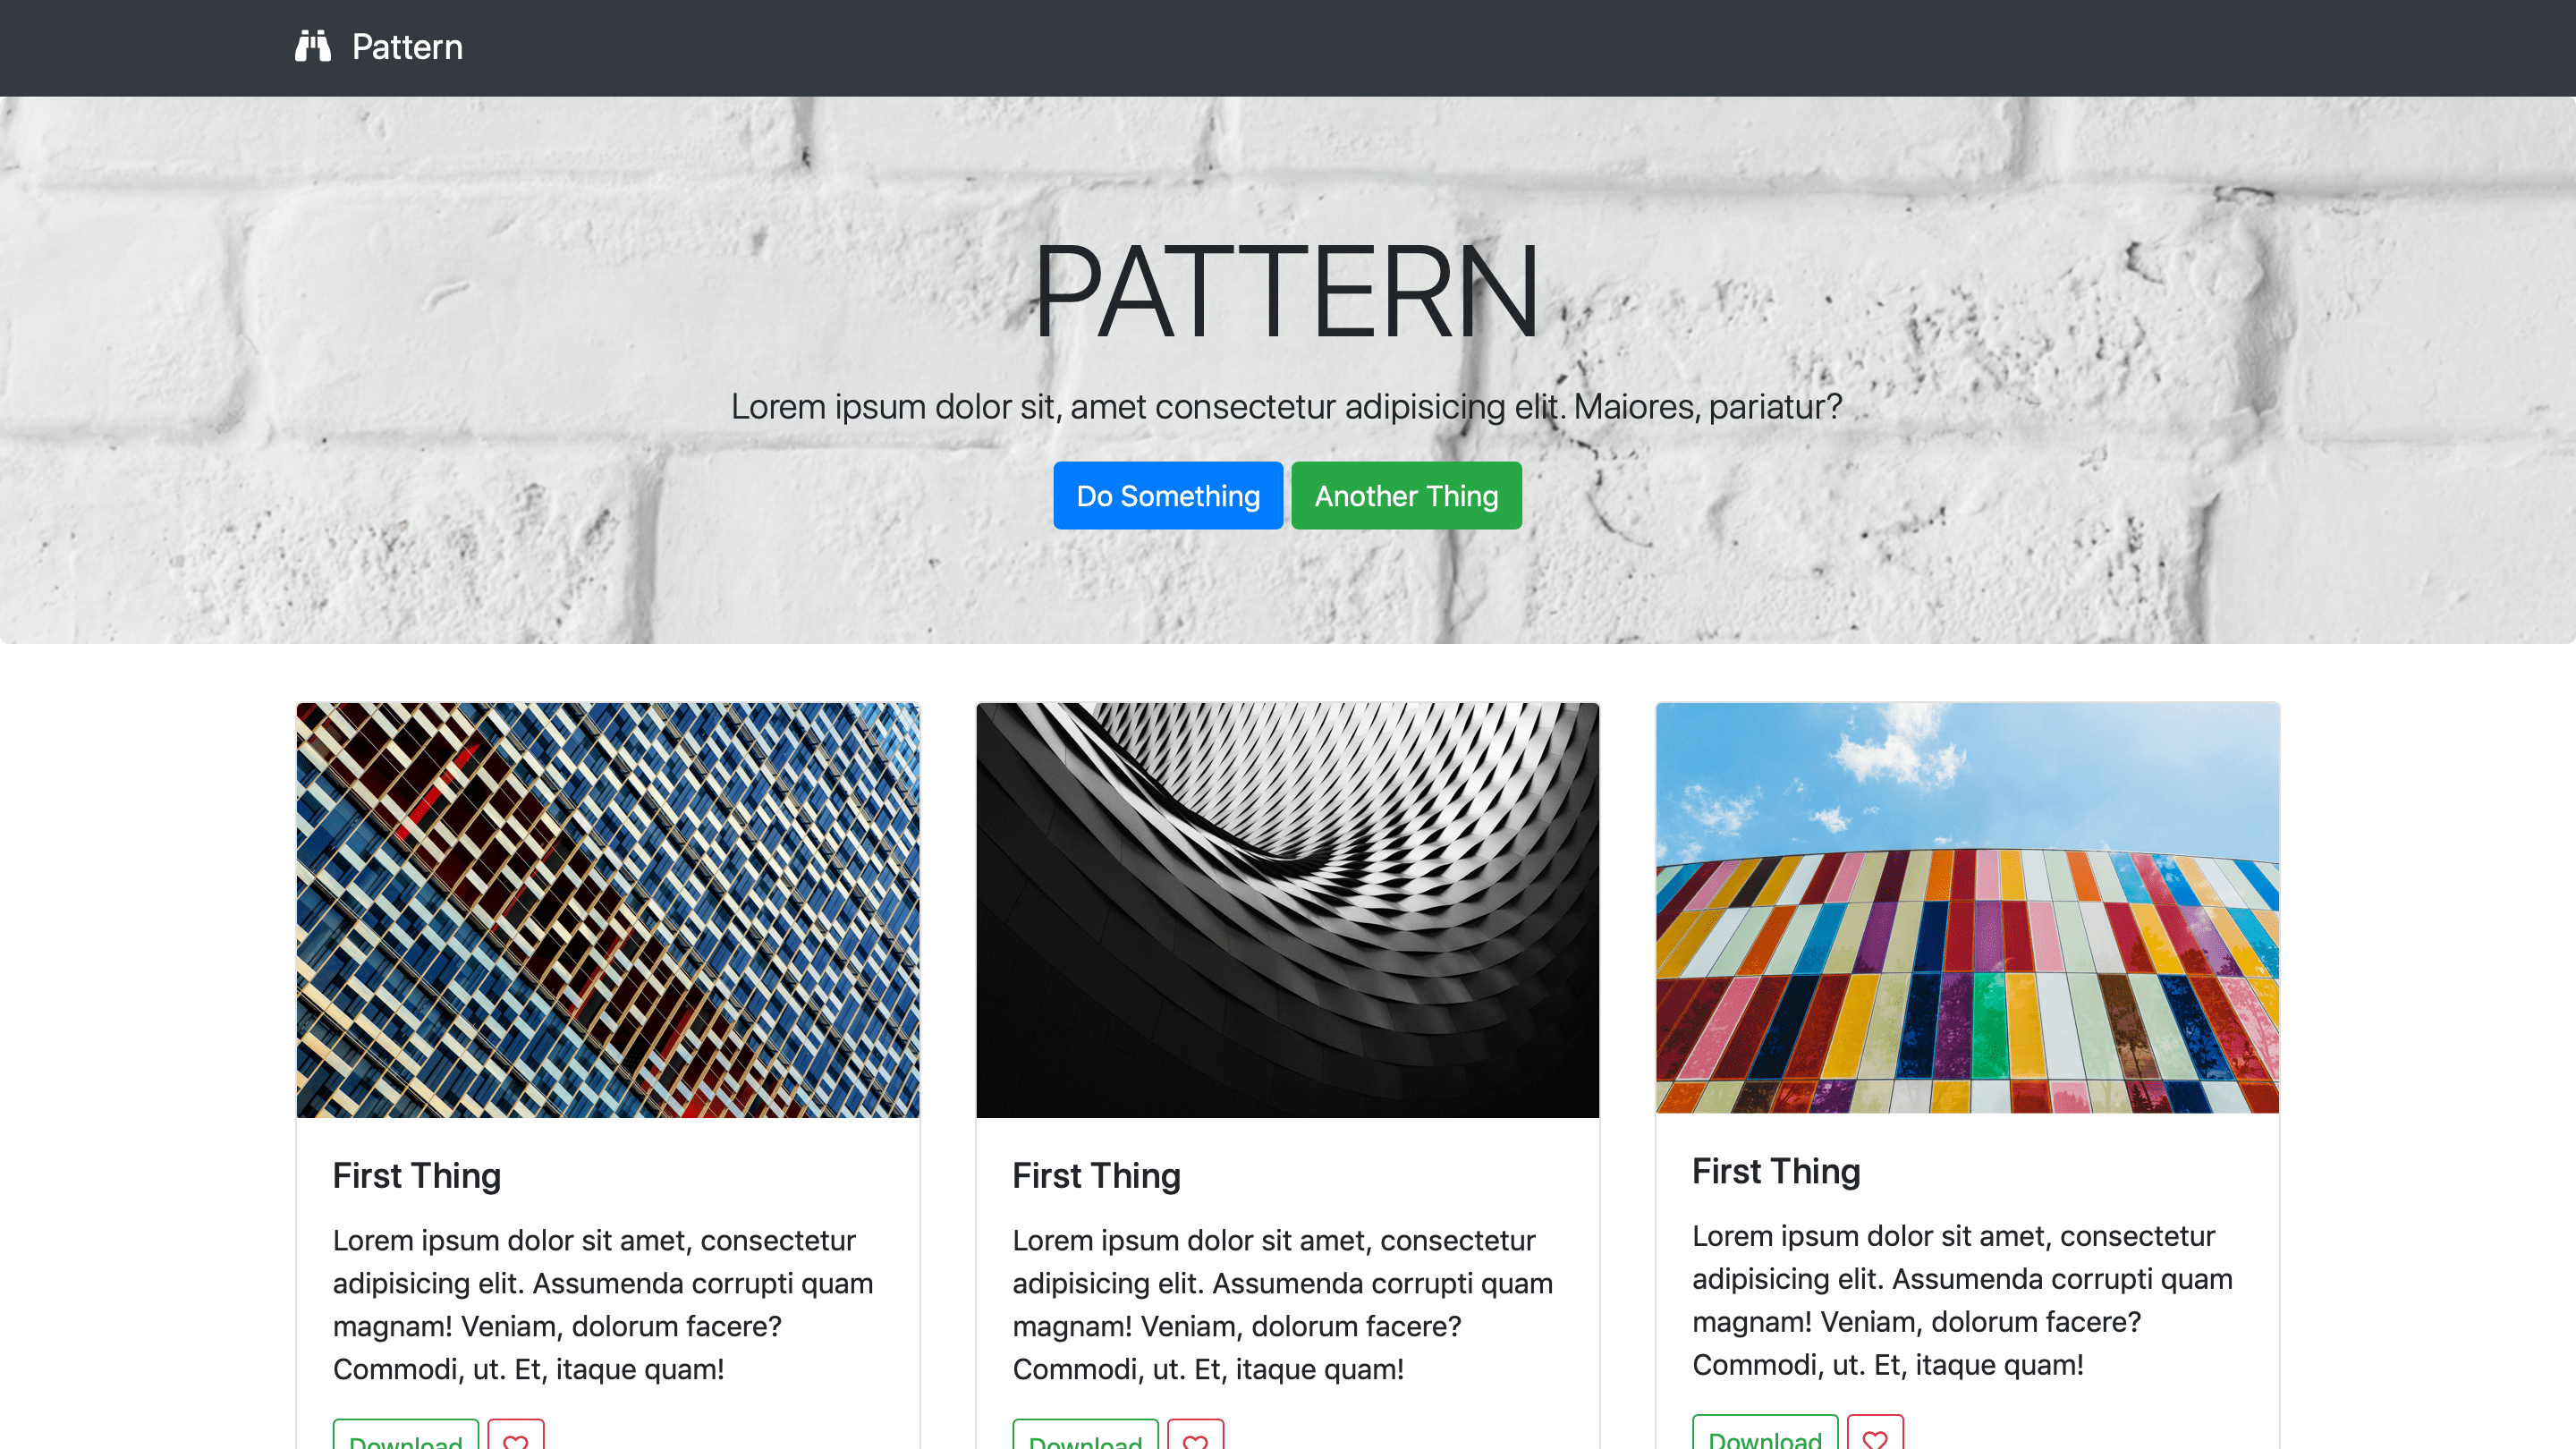 Pattern
PATTERN
Lorem ipsum dolor sit, amet consectetur adipisicing elit. Maiores, pariatur?
Do Something Another Thing
First Thing
Lorem ipsum dolor sit amet, consectetur
adipisicing elit. Assumenda corrupti quam
magnam! Veniam, dolorum facere?
Commodi, ut. Et, itaque quam!
Download
First Thing
Lorem ipsum dolor sit amet, consectetur
adipisicing elit. Assumenda corrupti quam
magnam! Veniam, dolorum facere?
Commodi, ut. Et, itaque quam!
Download
First Thing
Lorem ipsum dolor sit amet, consectetur
adipisicing elit. Assumenda corrupti quam
magnam! Veniam, dolorum facere?
Commodi, ut. Et, itaque quam!
Download